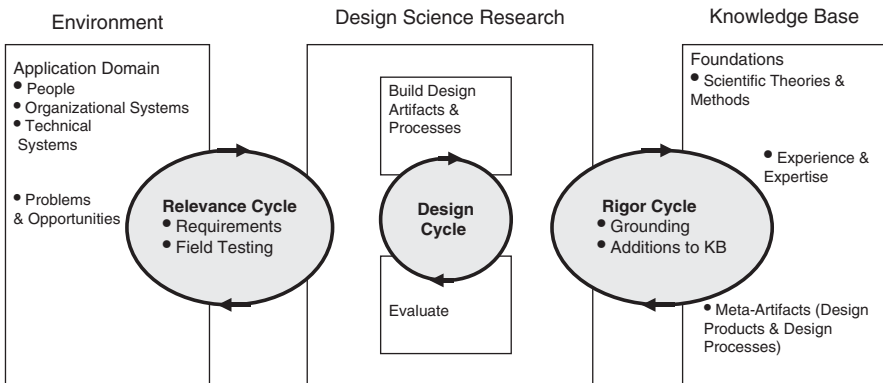 Environment
Design Science Research
Knowledge Base
Application Domain
• People
• Organizational Systems
• Technical
Systems
• Problems
& Opportunities
Relevance Cycle
• Requirements
• Field Testing
Build Design
Artifacts &
Processes
Design
Cycle
Evaluate
Rigor Cycle
• Grounding
• Additions to KB
Foundations
• Scientific Theories &
Methods
• Experience &
Expertise
• Meta-Artifacts (Design
Products & Design
Processes)